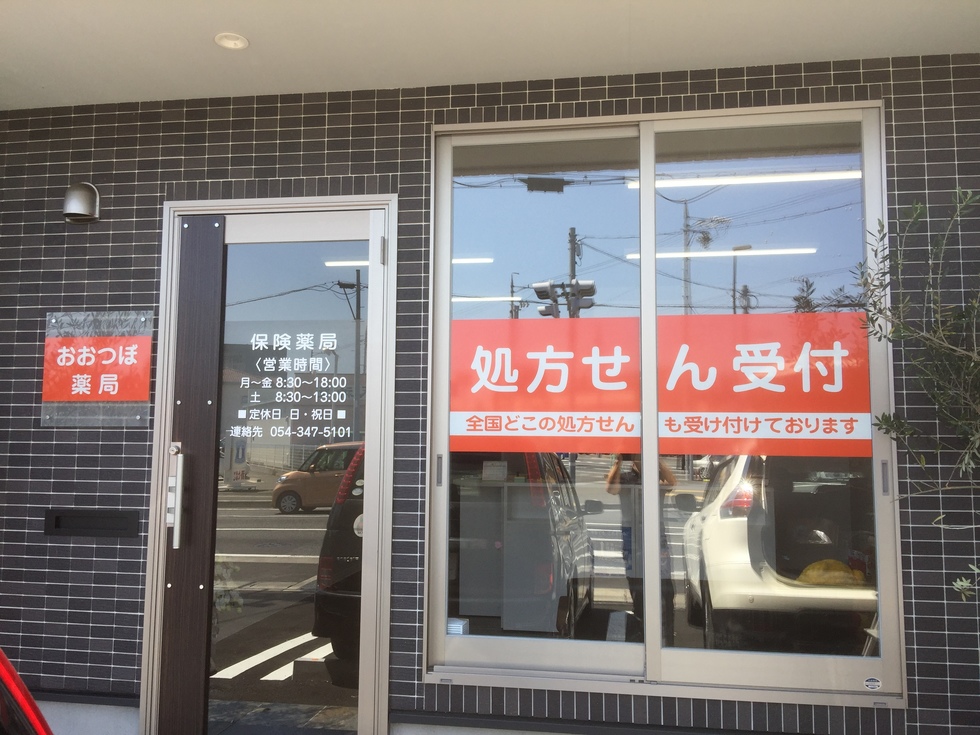 おおつぼ
薬局
保険薬局
〈営業時間〉
月～金 8:30～18:00
土 8:30～13:00
■定休日 日・祝日■
連絡先 054-347-5101
処方せん受付
全国どこの処方せんも受け付けております